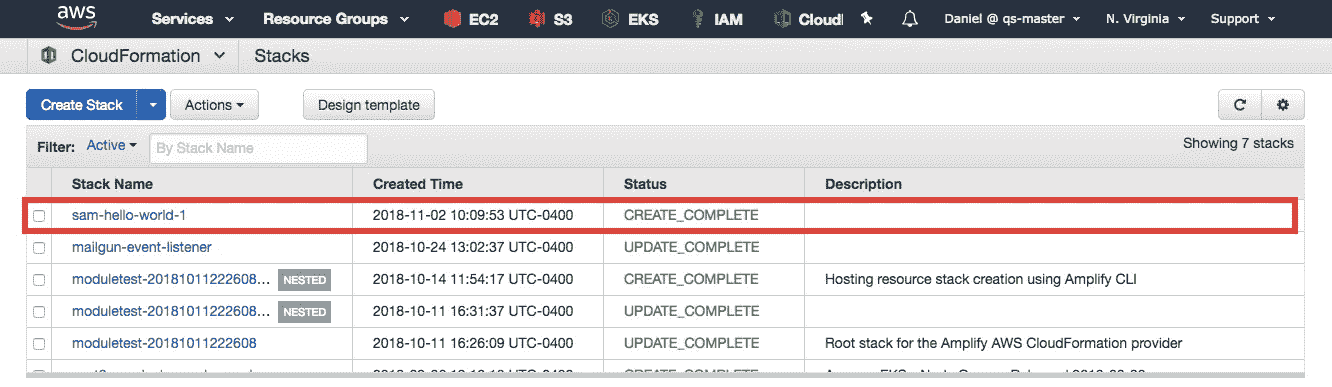 aws Services Resource Groups EC2 S3 EKS IAM Cloud Daniel @ qs-master N. Virginia Support
CloudFormation Stacks
Create Stack Actions Design template
Filter: Active By Stack Name Showing 7 stacks
Stack Name Created Time Status Description
sam-hello-world-1 2018-11-02 10:09:53 UTC-0400 CREATE_COMPLETE
mailgun-event-listener 2018-10-24 13:02:37 UTC-0400 UPDATE_COMPLETE
moduletest-20181011222608... NESTED 2018-10-14 11:54:17 UTC-0400 CREATE_COMPLETE Hosting resource stack creation using Amplify CLI
moduletest-20181011222608... NESTED 2018-10-11 16:31:37 UTC-0400 UPDATE_COMPLETE
moduletest-20181011222608 2018-10-11 16:26:09 UTC-0400 UPDATE_COMPLETE Root stack for the Amplify AWS CloudFormation provider